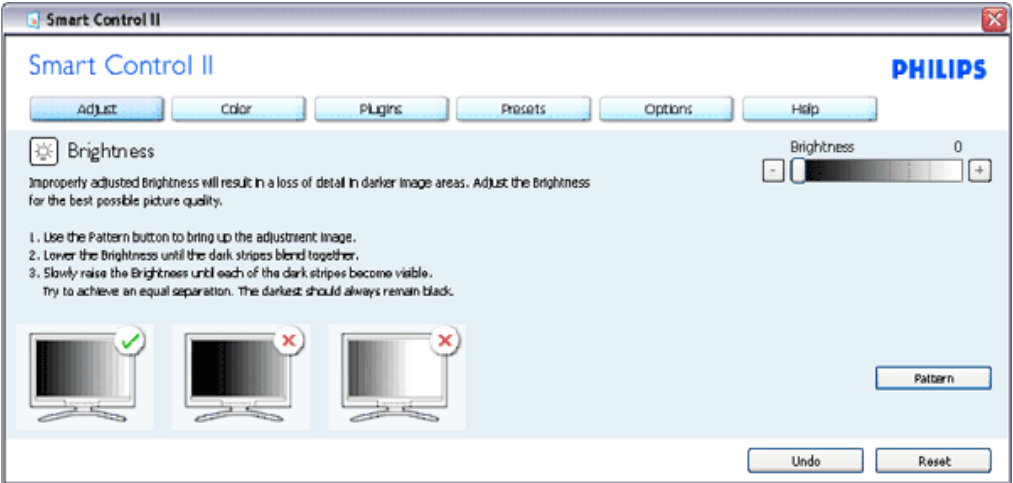 Smart Control II
Smart Control II
PHILIPS
Adjust Color Plugins Presets Options Help
Brightness
Brightness 0
- +
Improperly adjusted Brightness will result in a loss of detail in darker image areas. Adjust the Brightness
for the best possible picture quality.
1. Use the Pattern button to bring up the adjustment image.
2. Lower the Brightness until the dark stripes blend together.
3. Slowly raise the Brightness until each of the dark stripes become visible.
Try to achieve an equal separation. The darkest should always remain black.
Pattern
Undo Reset